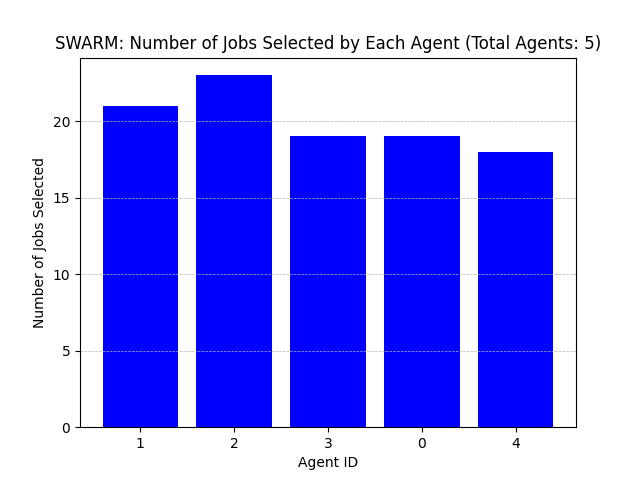 SWARM: Number of Jobs Selected by Each Agent (Total Agents: 5)
Number of Jobs Selected
20
15
10
5
0
1 2 3 0 4
Agent ID